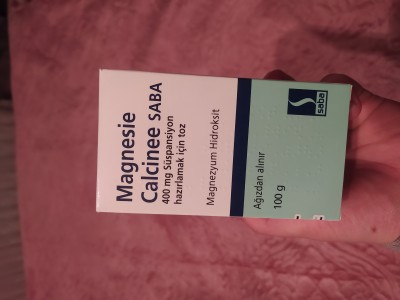 Magnesie
Calcinee SABA
400 mg Süspansiyon
hazırlamak için toz
Magnezyum Hidroksit
Ağızdan alınır
100 g
saba